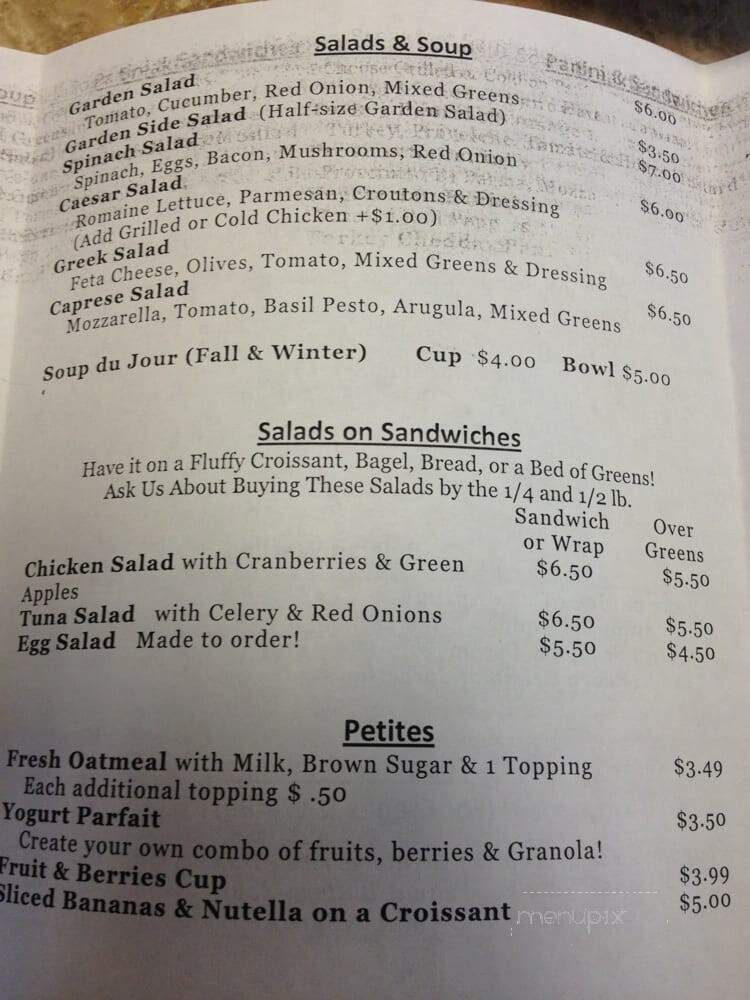 Salads & Soup
Garden Salad $6.00
Tomato, Cucumber, Red Onion, Mixed Greens
Garden Side Salad (Half-size Garden Salad) $3.50
Spinach Salad $7.00
Spinach, Eggs, Bacon, Mushrooms, Red Onion
Caesar Salad $6.00
Romaine Lettuce, Parmesan, Croutons & Dressing
(Add Grilled or Cold Chicken +$1.00)
Greek Salad $6.50
Feta Cheese, Olives, Tomato, Mixed Greens & Dressing
Caprese Salad $6.50
Mozzarella, Tomato, Basil Pesto, Arugula, Mixed Greens
Soup du Jour (Fall & Winter) Cup $4.00 Bowl $5.00
Salads on Sandwiches
Have it on a Fluffy Croissant, Bagel, Bread, or a Bed of Greens!
Ask Us About Buying These Salads by the 1/4 and 1/2 lb.
Sandwich Over
or Wrap Greens
Chicken Salad with Cranberries & Green $6.50 $5.50
Apples
Tuna Salad with Celery & Red Onions $6.50 $5.50
Egg Salad Made to order! $5.50 $4.50
Petites
Fresh Oatmeal with Milk, Brown Sugar & 1 Topping $3.49
Each additional topping $ .50
Yogurt Parfait $3.50
Create your own combo of fruits, berries & Granola!
Fruit & Berries Cup $3.99
Sliced Bananas & Nutella on a Croissant $5.00
menupix